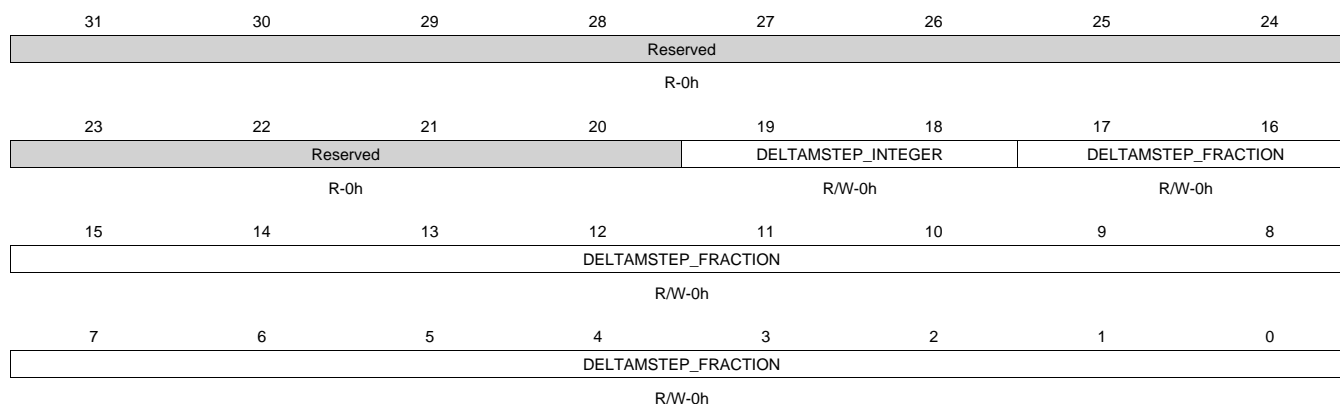 31 30 29 28 27 26 25 24
Reserved
R-0h
23 22 21 20 19 18 17 16
Reserved DELTAMSTEP_INTEGER DELTAMSTEP_FRACTION
R-0h R/W-0h R/W-0h
15 14 13 12 11 10 9 8
DELTAMSTEP_FRACTION
R/W-0h
7 6 5 4 3 2 1 0
DELTAMSTEP_FRACTION
R/W-0h